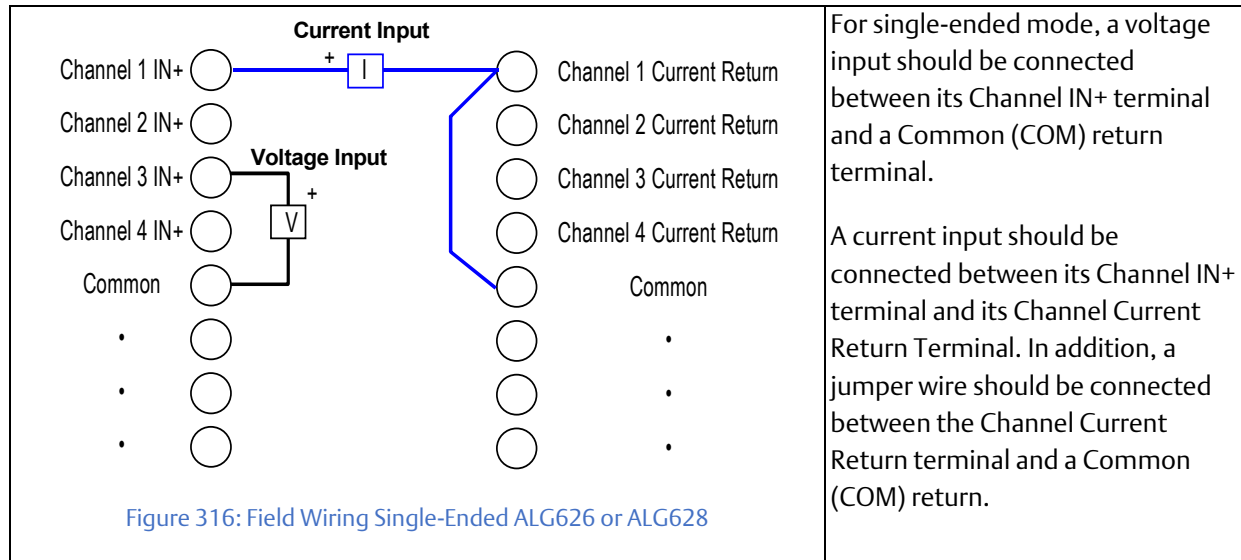 Current Input
+
I
Channel 1 IN+
Channel 2 IN+
Channel 3 IN+
Channel 4 IN+
Common
•
•
•
Voltage Input
+
V
Channel 1 Current Return
Channel 2 Current Return
Channel 3 Current Return
Channel 4 Current Return
Common
•
•
•
Figure 316: Field Wiring Single-Ended ALG626 or ALG628
For single-ended mode, a voltage
input should be connected
between its Channel IN+ terminal
and a Common (COM) return
terminal.
A current input should be
connected between its Channel IN+
terminal and its Channel Current
Return Terminal. In addition, a
jumper wire should be connected
between the Channel Current
Return terminal and a Common
(COM) return.